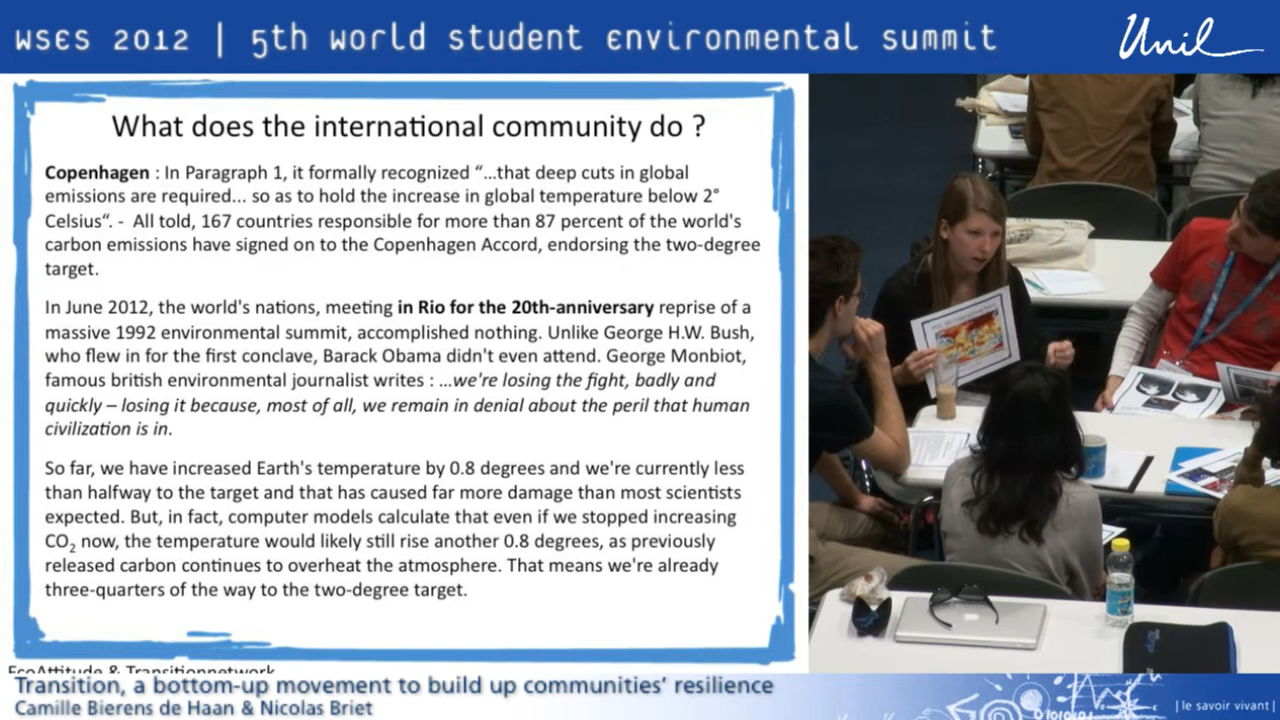 WSES 2012 | 5th world student environmental summit
Unil
What does the international community do ?
Copenhagen : In Paragraph 1, it formally recognized “...that deep cuts in global
emissions are required... so as to hold the increase in global temperature below 2°
Celsius“. - All told, 167 countries responsible for more than 87 percent of the world's
carbon emissions have signed on to the Copenhagen Accord, endorsing the two-degree
target.
In June 2012, the world's nations, meeting in Rio for the 20th-anniversary reprise of a
massive 1992 environmental summit, accomplished nothing. Unlike George H.W. Bush,
who flew in for the first conclave, Barack Obama didn't even attend. George Monbiot,
famous british environmental journalist writes : ...we're losing the fight, badly and
quickly – losing it because, most of all, we remain in denial about the peril that human
civilization is in.
So far, we have increased Earth's temperature by 0.8 degrees and we're currently less
than halfway to the target and that has caused far more damage than most scientists
expected. But, in fact, computer models calculate that even if we stopped increasing
CO₂ now, the temperature would likely still rise another 0.8 degrees, as previously
released carbon continues to overheat the atmosphere. That means we're already
three-quarters of the way to the two-degree target.
EcoAttitude & Transitionnetwork
Transition, a bottom-up movement to build up communities’ resilience
Camille Bierens de Haan & Nicolas Briet
| le savoir vivant |